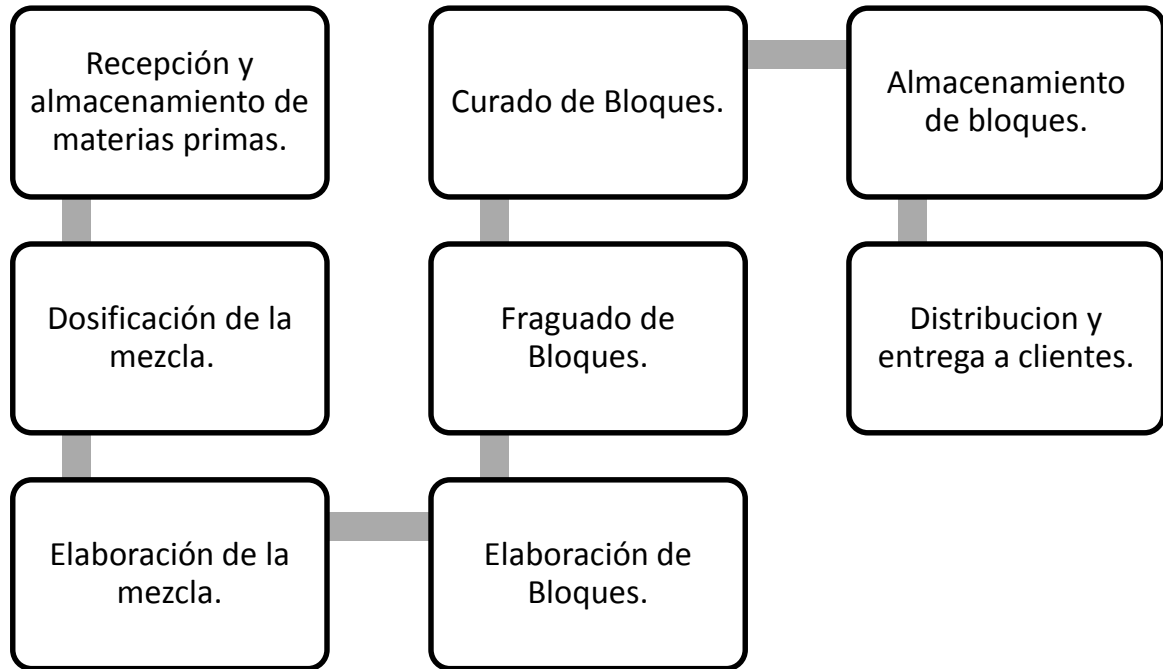 Recepción y
almacenamiento de
materias primas.
Dosificación de la
mezcla.
Elaboración de la
mezcla.
Elaboración de
Bloques.
Fraguado de
Bloques.
Curado de Bloques.
Almacenamiento
de bloques.
Distribucion y
entrega a clientes.